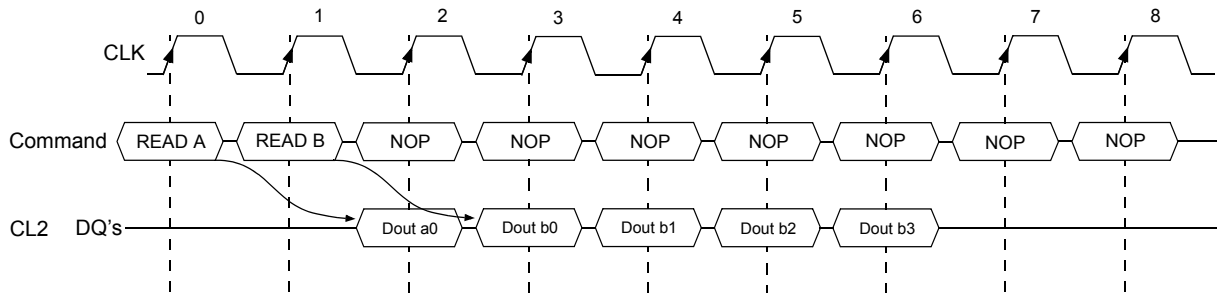 0 1 2 3 4 5 6 7 8
CLK
Command READ A READ B NOP NOP NOP NOP NOP NOP NOP
CL2 DQ’s Dout a0 Dout b0 Dout b1 Dout b2 Dout b3